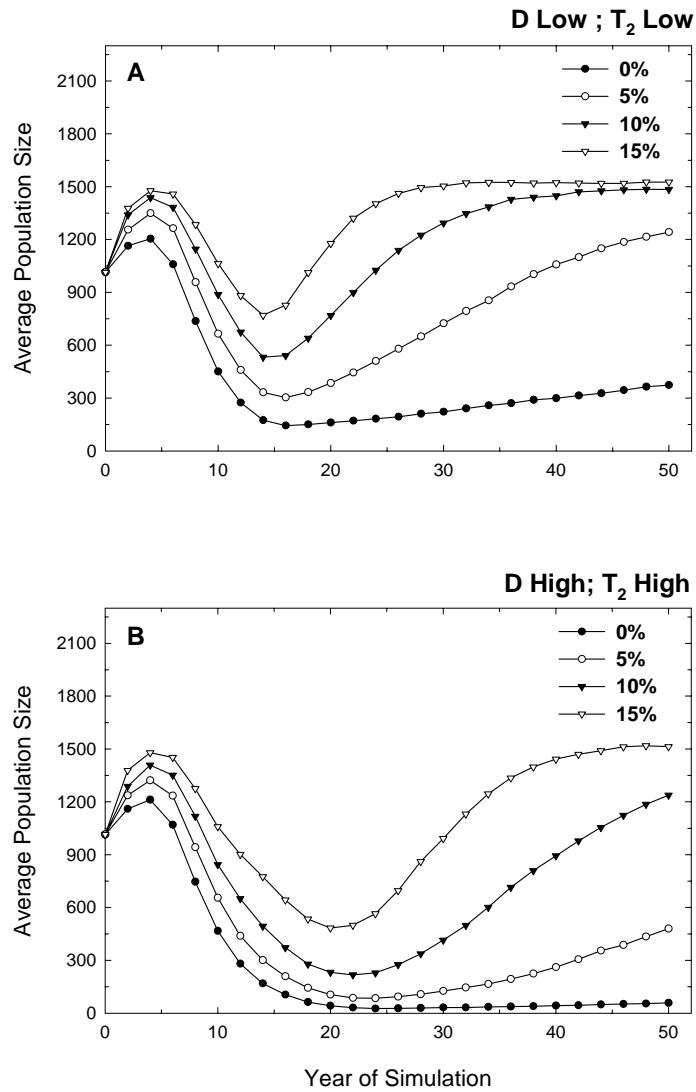 D Low ; T₂ Low
A
0%
5%
10%
15%
2100
1800
1500
1200
900
600
300
0
Average Population Size
0 10 20 30 40 50
D High; T₂ High
B
0%
5%
10%
15%
2100
1800
1500
1200
900
600
300
0
Average Population Size
0 10 20 30 40 50
Year of Simulation